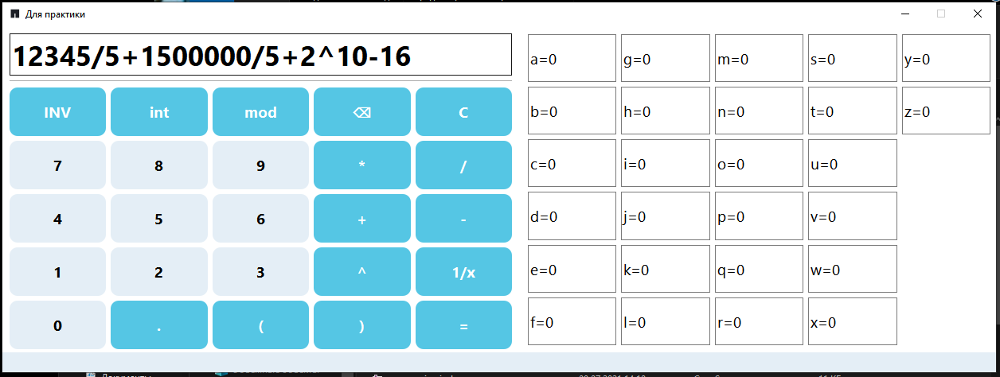 Для практики
12345/5+1500000/5+2^10-16
INV int mod ⌫ C
7 8 9 * /
4 5 6 + -
1 2 3 ^ 1/x
0 . ( ) =
a=0 g=0 m=0 s=0 y=0
b=0 h=0 n=0 t=0 z=0
c=0 i=0 o=0 u=0
d=0 j=0 p=0 v=0
e=0 k=0 q=0 w=0
f=0 l=0 r=0 x=0